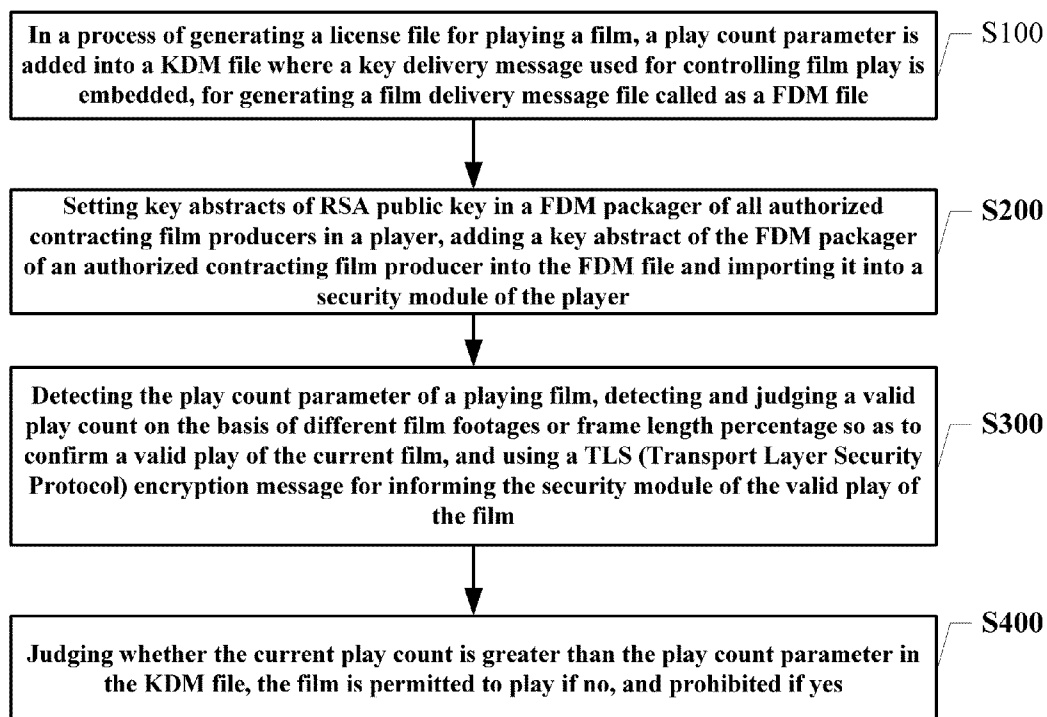 In a process of generating a license file for playing a film, a play count parameter is
added into a KDM file where a key delivery message used for controlling film play is
embedded, for generating a film delivery message file called as a FDM file
S100
Setting key abstracts of RSA public key in a FDM packager of all authorized
contracting film producers in a player, adding a key abstract of the FDM packager
of an authorized contracting film producer into the FDM file and importing it into a
security module of the player
S200
Detecting the play count parameter of a playing film, detecting and judging a valid
play count on the basis of different film footages or frame length percentage so as to
confirm a valid play of the current film, and using a TLS (Transport Layer Security
Protocol) encryption message for informing the security module of the valid play of
the film
S300
Judging whether the current play count is greater than the play count parameter in
the KDM file, the film is permitted to play if no, and prohibited if yes
S400